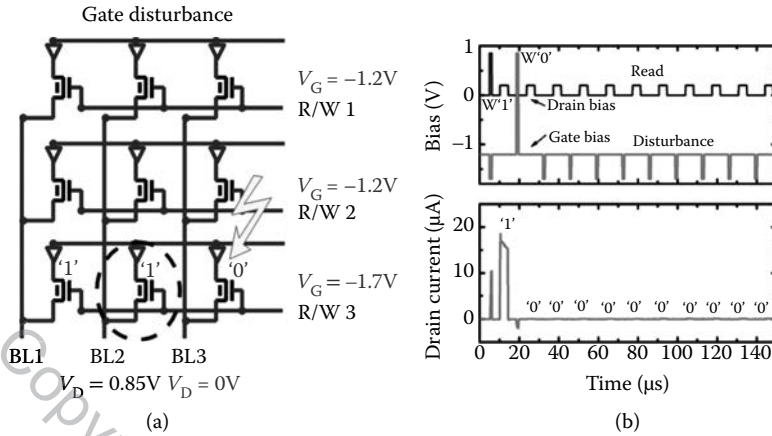 Gate disturbance
V_G = −1.2V
R/W 1
V_G = −1.2V
R/W 2
‘1’ ‘1’ ‘0’
V_G = −1.7V
R/W 3
BL1 BL2 BL3
V_D = 0.85V V_D = 0V
(a)
1
0
−1
Bias (V)
W‘0’
Read
W‘1’
Drain bias
Gate bias
Disturbance
20
10
0
Drain current (μA)
‘1’
‘0’ ‘0’ ‘0’ ‘0’ ‘0’ ‘0’ ‘0’ ‘0’ ‘0’ ‘0’
0 20 40 60 80 100 120 140
Time (μs)
(b)